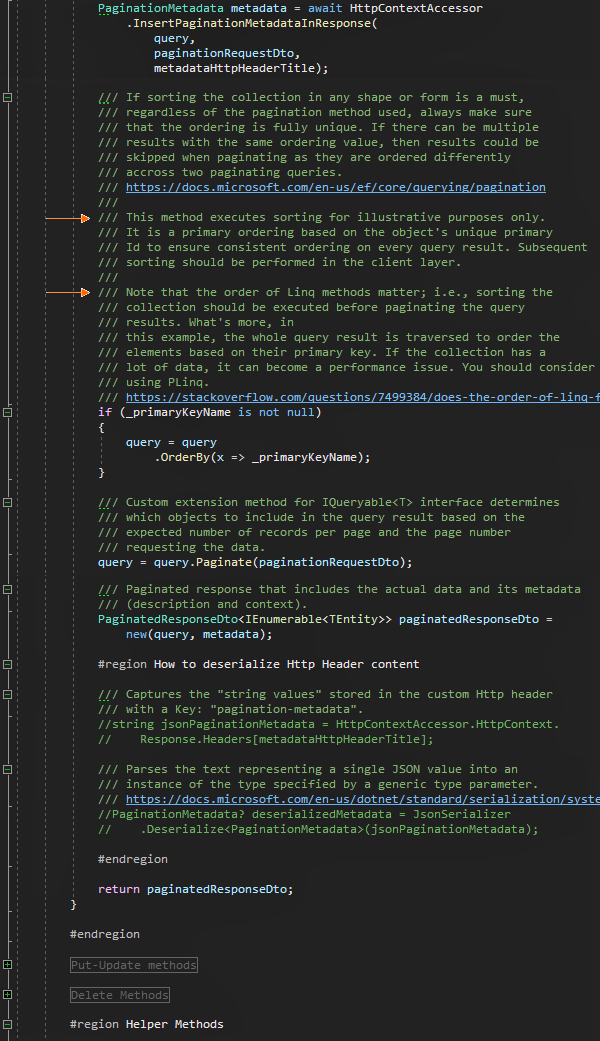 PaginationMetadata metadata = await HttpContextAccessor
.InsertPaginationMetadataInResponse(
query,
paginationRequestDto,
metadataHttpHeaderTitle);
/// If sorting the collection in any shape or form is a must,
/// regardless of the pagination method used, always make sure
/// that the ordering is fully unique. If there can be multiple
/// results with the same ordering value, then results could be
/// skipped when paginating as they are ordered differently
/// accross two paginating queries.
/// https://docs.microsoft.com/en-us/ef/core/querying/pagination
///
/// This method executes sorting for illustrative purposes only.
/// It is a primary ordering based on the object's unique primary
/// Id to ensure consistent ordering on every query result. Subsequent
/// sorting should be performed in the client layer.
///
/// Note that the order of Linq methods matter; i.e., sorting the
/// collection should be executed before paginating the query
/// results. What's more, in
/// this example, the whole query result is traversed to order the
/// elements based on their primary key. If the collection has a
/// lot of data, it can become a performance issue. You should consider
/// using PLinq.
/// https://stackoverflow.com/questions/7499384/does-the-order-of-linq-f
if (_primaryKeyName is not null)
{
query = query
.OrderBy(x => _primaryKeyName);
}
/// Custom extension method for IQueryable<T> interface determines
/// which objects to include in the query result based on the
/// expected number of records per page and the page number
/// requesting the data.
query = query.Paginate(paginationRequestDto);
/// Paginated response that includes the actual data and its metadata
/// (description and context).
PaginatedResponseDto<IEnumerable<TEntity>> paginatedResponseDto =
new(query, metadata);
#region How to deserialize Http Header content
/// Captures the "string values" stored in the custom Http header
/// with a Key: "pagination-metadata".
//string jsonPaginationMetadata = HttpContextAccessor.HttpContext.
// Response.Headers[metadataHttpHeaderTitle];
/// Parses the text representing a single JSON value into an
/// instance of the type specified by a generic type parameter.
/// https://docs.microsoft.com/en-us/dotnet/standard/serialization/syste
//PaginationMetadata? deserializedMetadata = JsonSerializer
// .Deserialize<PaginationMetadata>(jsonPaginationMetadata);
#endregion
return paginatedResponseDto;
}
#endregion
Put-Update methods
Delete Methods
#region Helper Methods